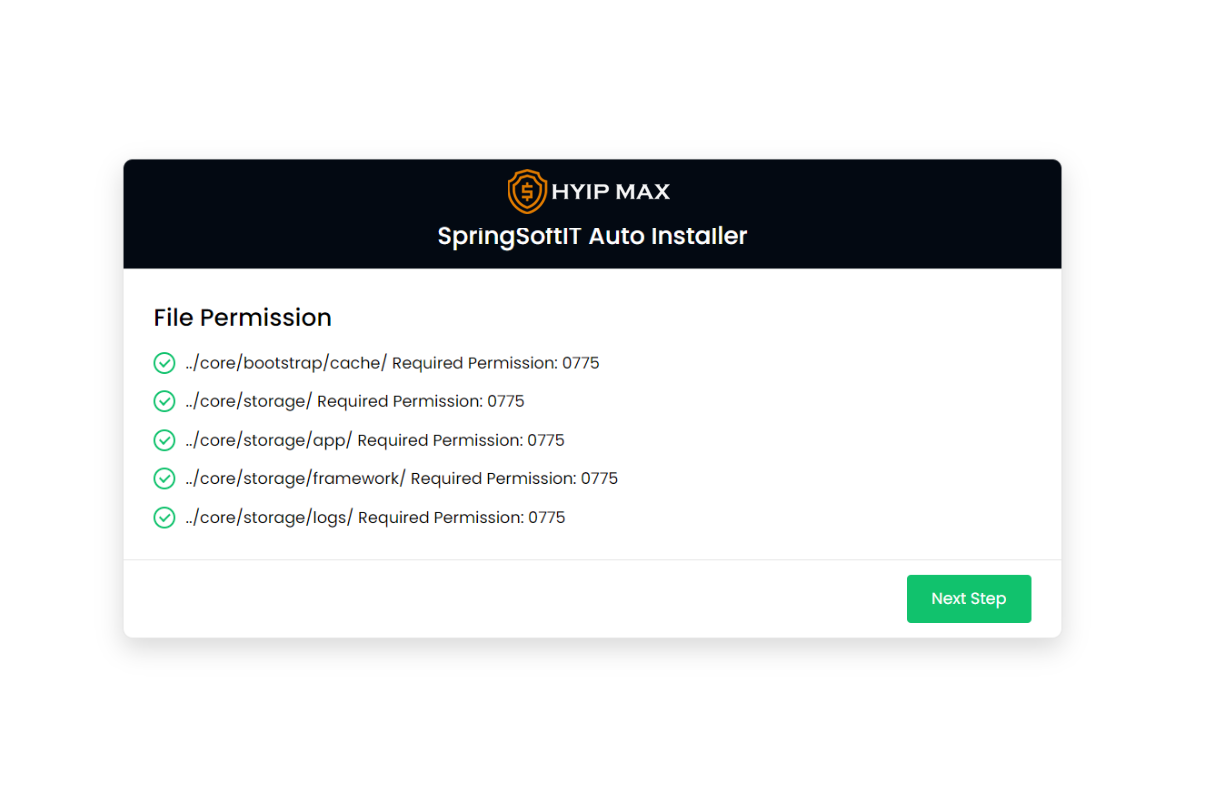 HYIP MAX
SpringSoftIT Auto Installer
File Permission
../core/bootstrap/cache/ Required Permission: 0775
../core/storage/ Required Permission: 0775
../core/storage/app/ Required Permission: 0775
../core/storage/framework/ Required Permission: 0775
../core/storage/logs/ Required Permission: 0775
Next Step